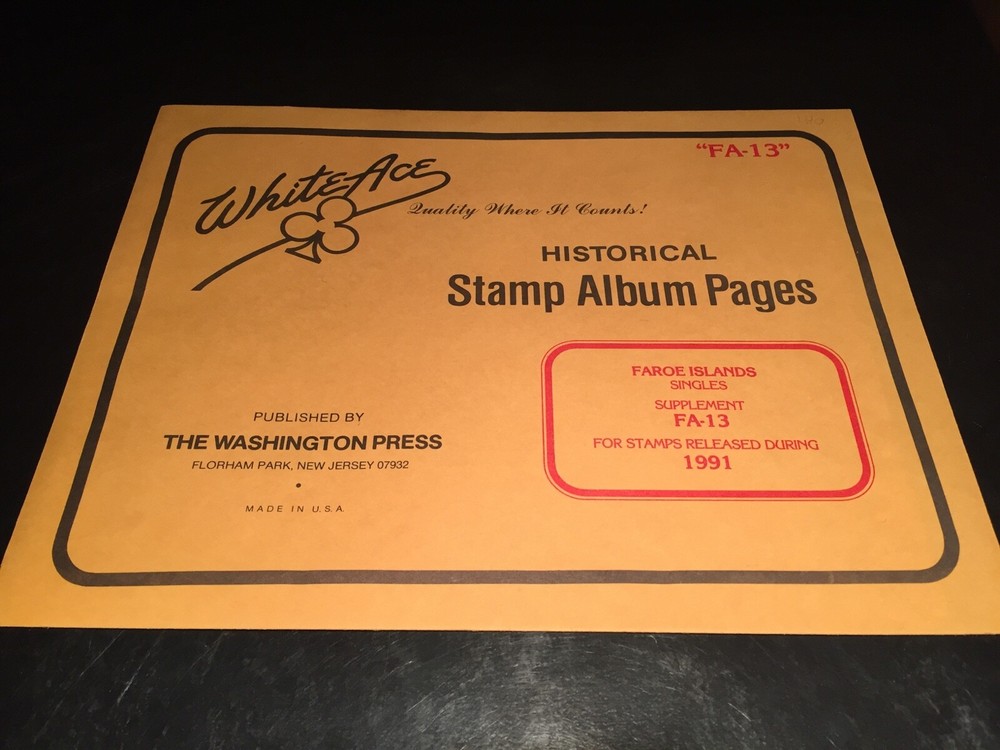 "FA-13"
White Ace
Quality Where It Counts!
HISTORICAL
Stamp Album Pages
FAROE ISLANDS
SINGLES
SUPPLEMENT
FA-13
FOR STAMPS RELEASED DURING
1991
PUBLISHED BY
THE WASHINGTON PRESS
FLORHAM PARK, NEW JERSEY 07932
•
MADE IN U.S.A.